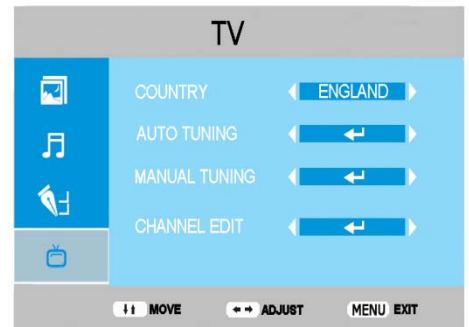 TV
COUNTRY ENGLAND
AUTO TUNING
MANUAL TUNING
CHANNEL EDIT
MOVE ADJUST MENU EXIT